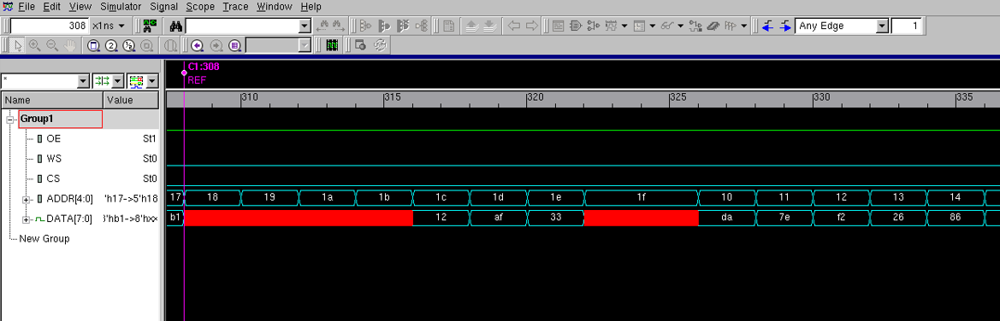 File Edit View Simulator Signal Scope Trace Window Help
308 x1ns Any Edge 1
2
C1:308
REF
*
Name Value
310 315 320 325 330 335
Group1
OE St1
WS St0
CS St0
ADDR[4:0] 'h17->5'h18 17 18 19 1a 1b 1c 1d 1e 1f 10 11 12 13 14
DATA[7:0] 'hb1->8'hxx b1 12 af 33 da 7e f2 26 86
New Group